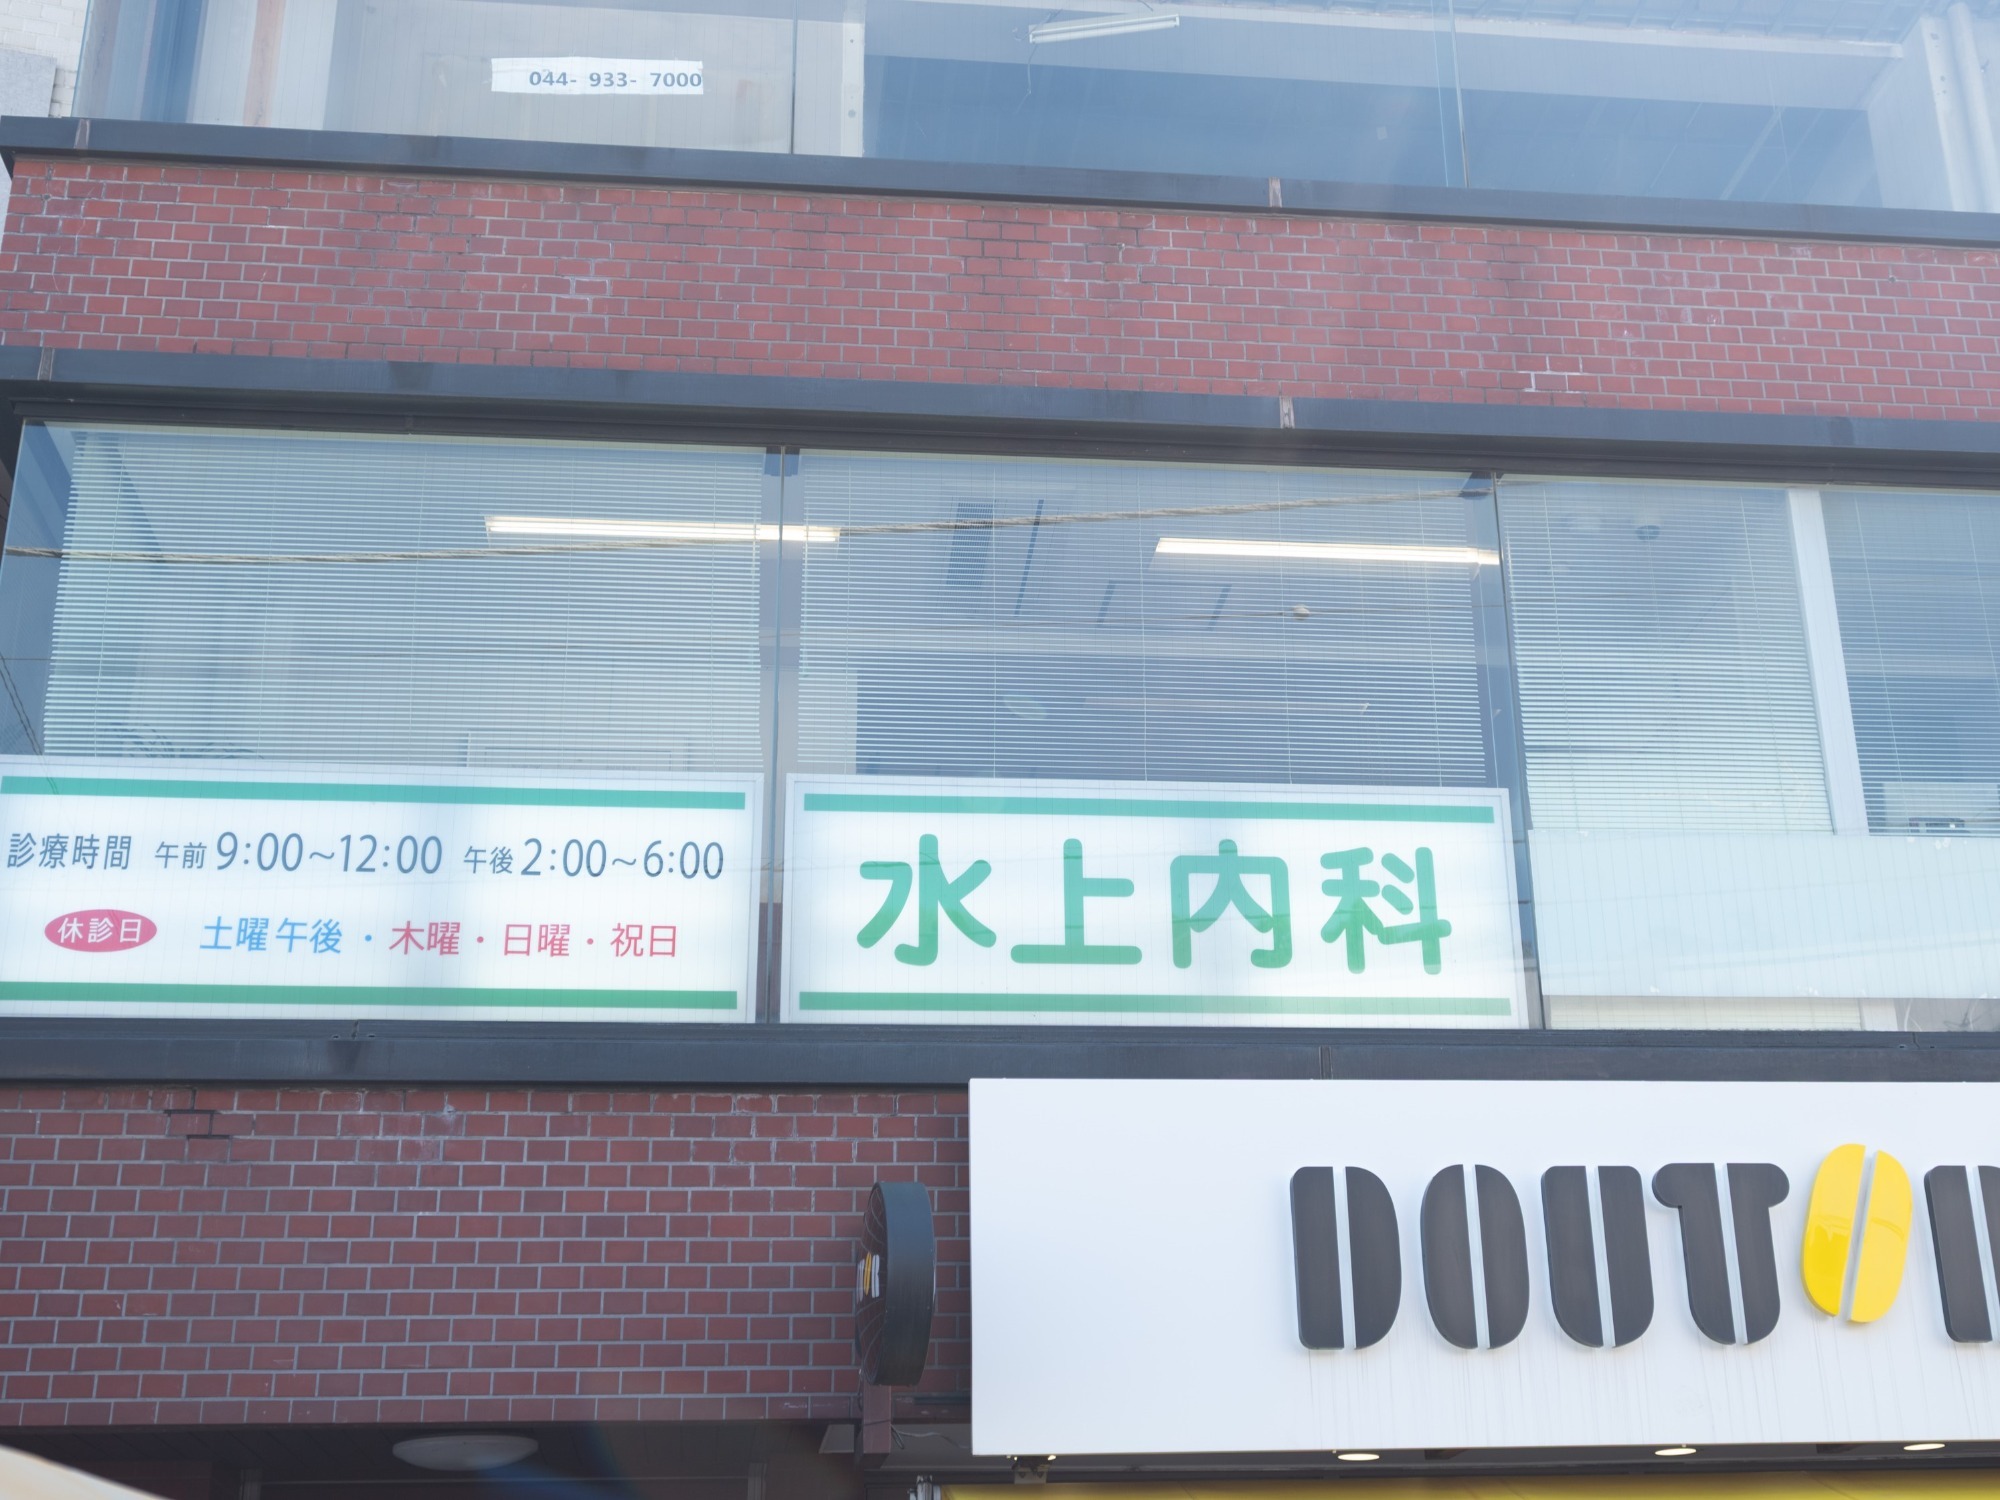 044- 933- 7000
診療時間 午前 9:00～12:00 午後 2:00～6:00
休診日 土曜午後・木曜・日曜・祝日
水上内科
DOUTO